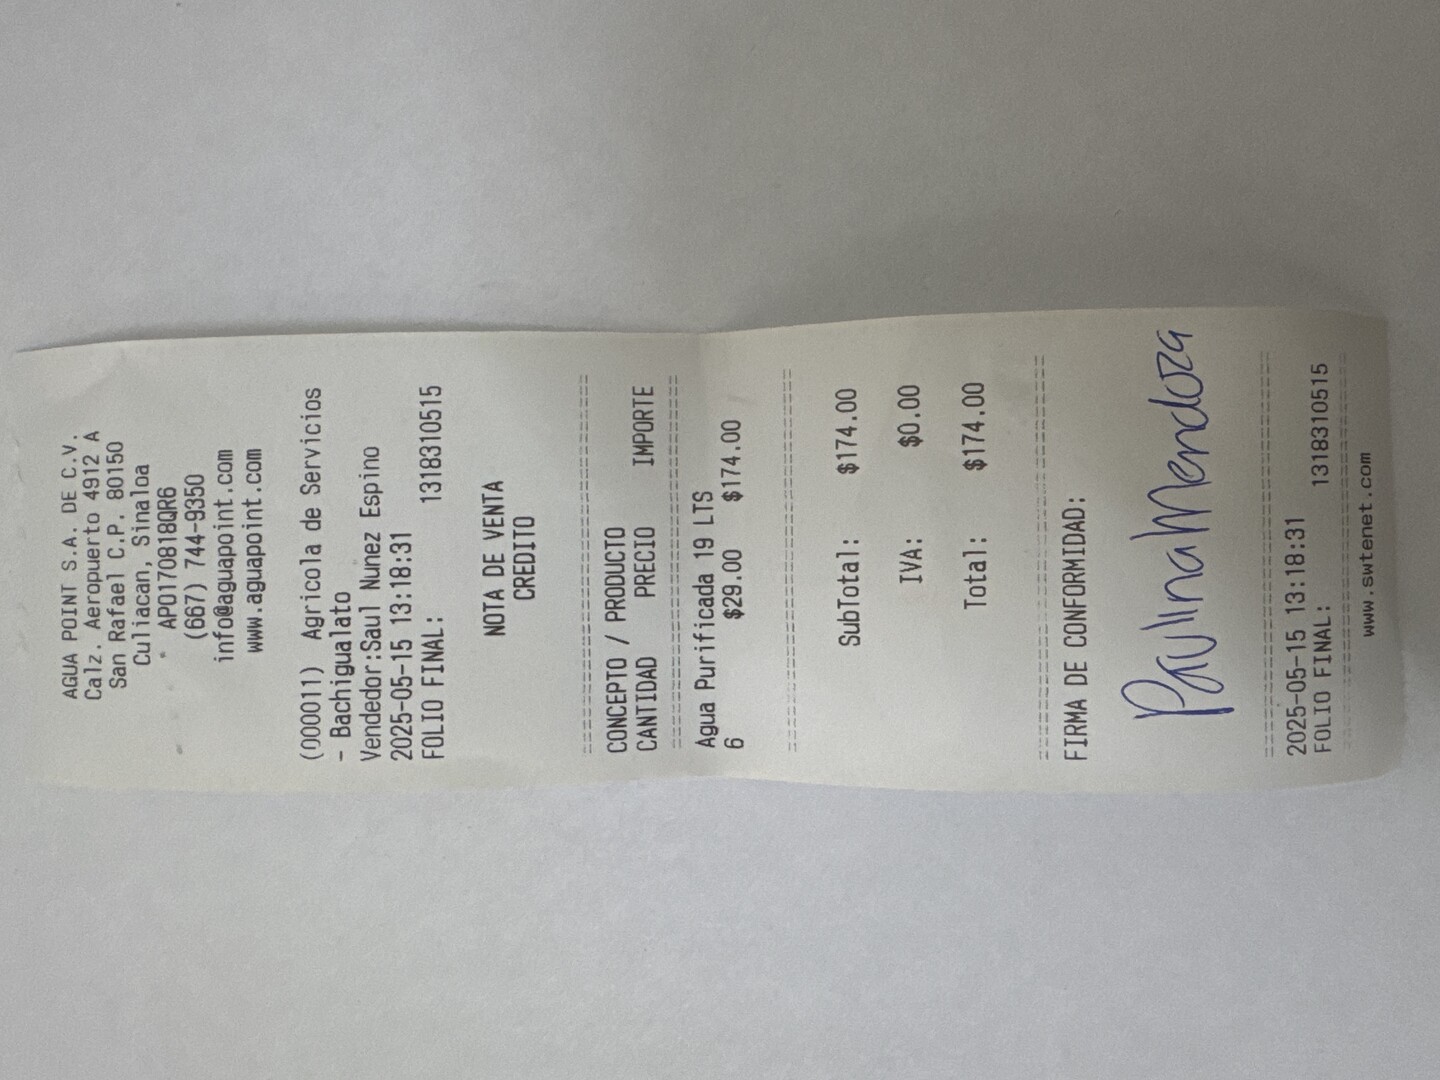 AGUA POINT S.A. DE C.V.
Calz. Aeropuerto 4912 A
San Rafael C.P. 80150
Culiacan, Sinaloa
APO170818QR6
(667) 744-9350
info@aguapoint.com
www.aguapoint.com
(000011) Agricola de Servicios
- Bachigualato
Vendedor:Saul Nunez Espino
2025-05-15 13:18:31
FOLIO FINAL: 1318310515
NOTA DE VENTA
CREDITO
==============================
CONCEPTO / PRODUCTO
CANTIDAD PRECIO IMPORTE
==============================
Agua Purificada 19 LTS
6 $29.00 $174.00
==============================
SubTotal: $174.00
IVA: $0.00
Total: $174.00
==============================
FIRMA DE CONFORMIDAD:
Paulina Mendoza
==============================
2025-05-15 13:18:31
FOLIO FINAL: 1318310515
==============================
www.swtenet.com